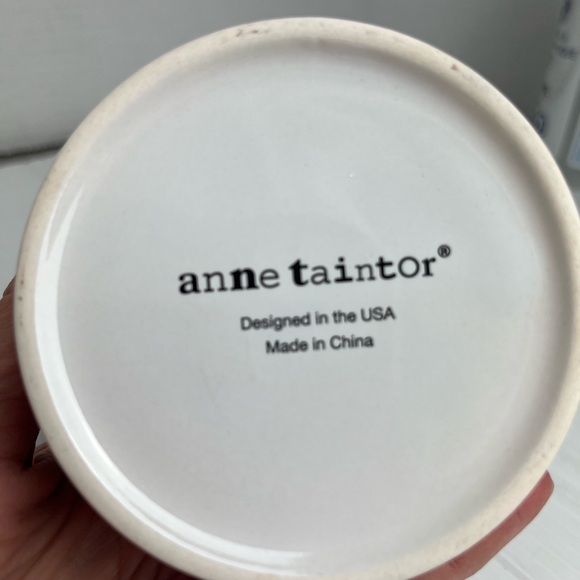 anne taintor®
Designed in the USA
Made in China